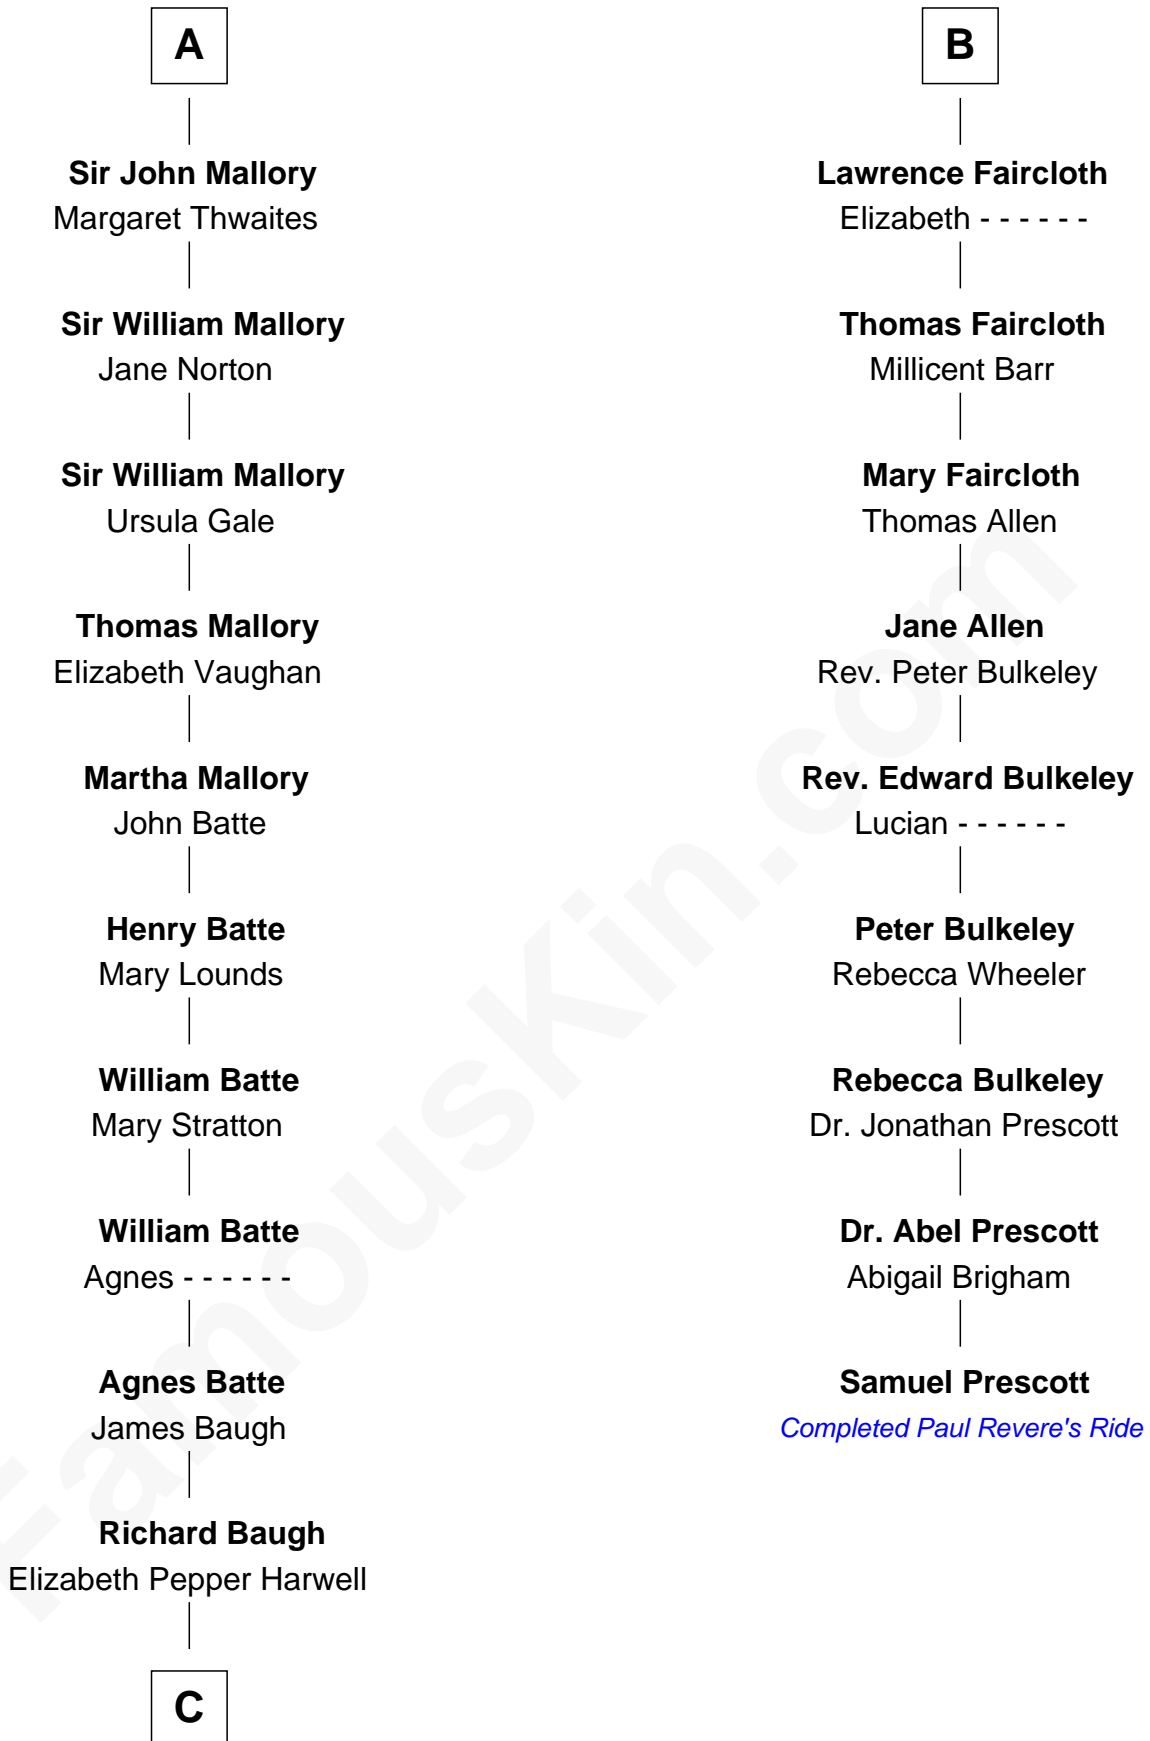 A
Sir John Mallory
Margaret Thwaites
Sir William Mallory
Jane Norton
Sir William Mallory
Ursula Gale
Thomas Mallory
Elizabeth Vaughan
Martha Mallory
John Batte
Henry Batte
Mary Lounds
William Batte
Mary Stratton
William Batte
Agnes - - - - - -
Agnes Batte
James Baugh
Richard Baugh
Elizabeth Pepper Harwell
C
B
Lawrence Faircloth
Elizabeth - - - - - -
Thomas Faircloth
Millicent Barr
Mary Faircloth
Thomas Allen
Jane Allen
Rev. Peter Bulkeley
Rev. Edward Bulkeley
Lucian - - - - - -
Peter Bulkeley
Rebecca Wheeler
Rebecca Bulkeley
Dr. Jonathan Prescott
Dr. Abel Prescott
Abigail Brigham
Samuel Prescott
Completed Paul Revere's Ride
FamousKin.com